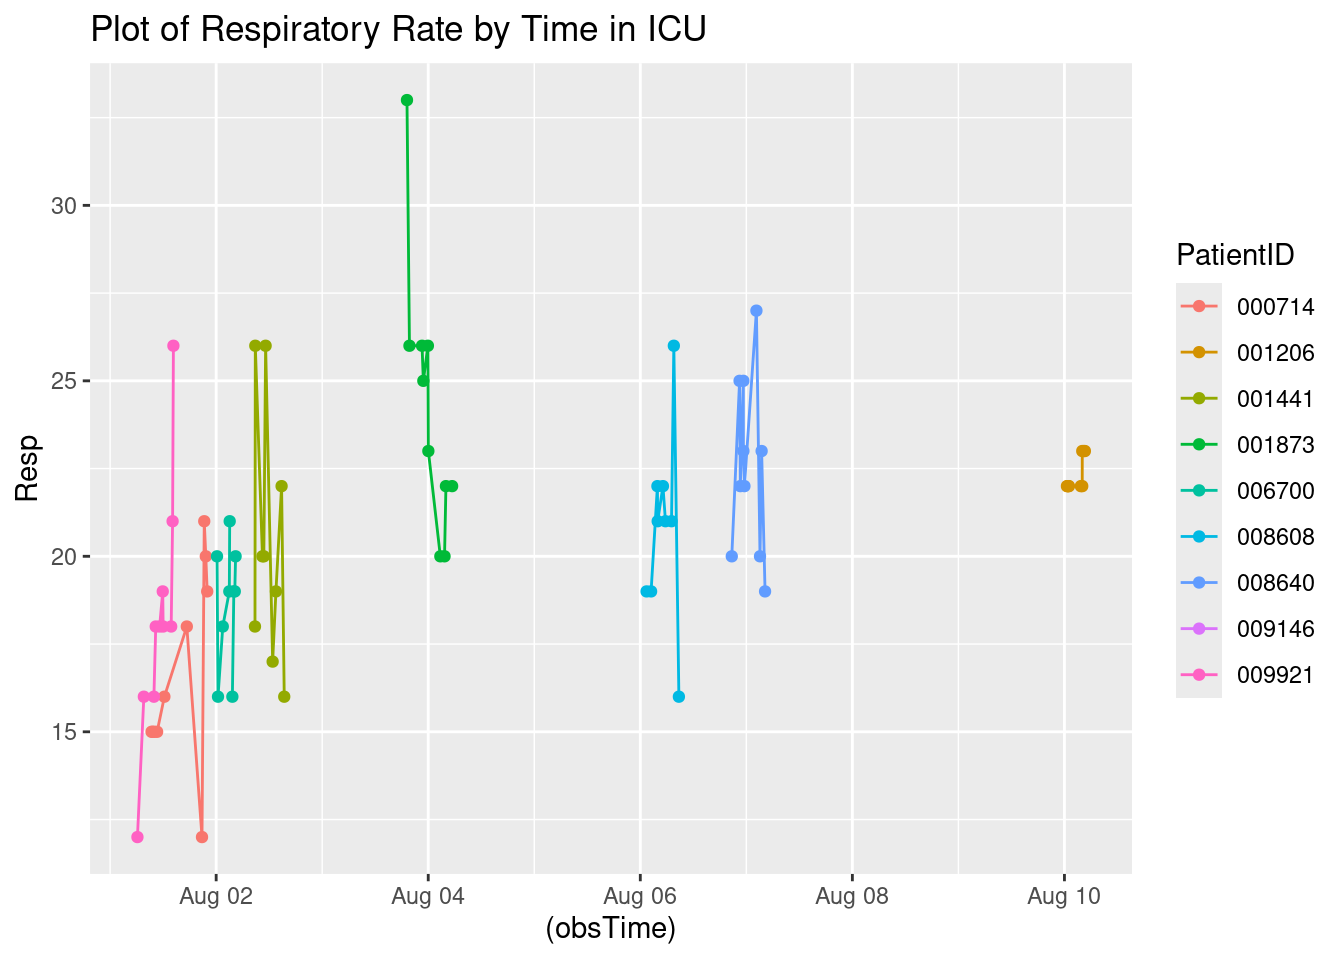 Plot of Respiratory Rate by Time in ICU
Resp
30
25
20
15
Aug 02 Aug 04 Aug 06 Aug 08 Aug 10
(obsTime)
PatientID
000714
001206
001441
001873
006700
008608
008640
009146
009921